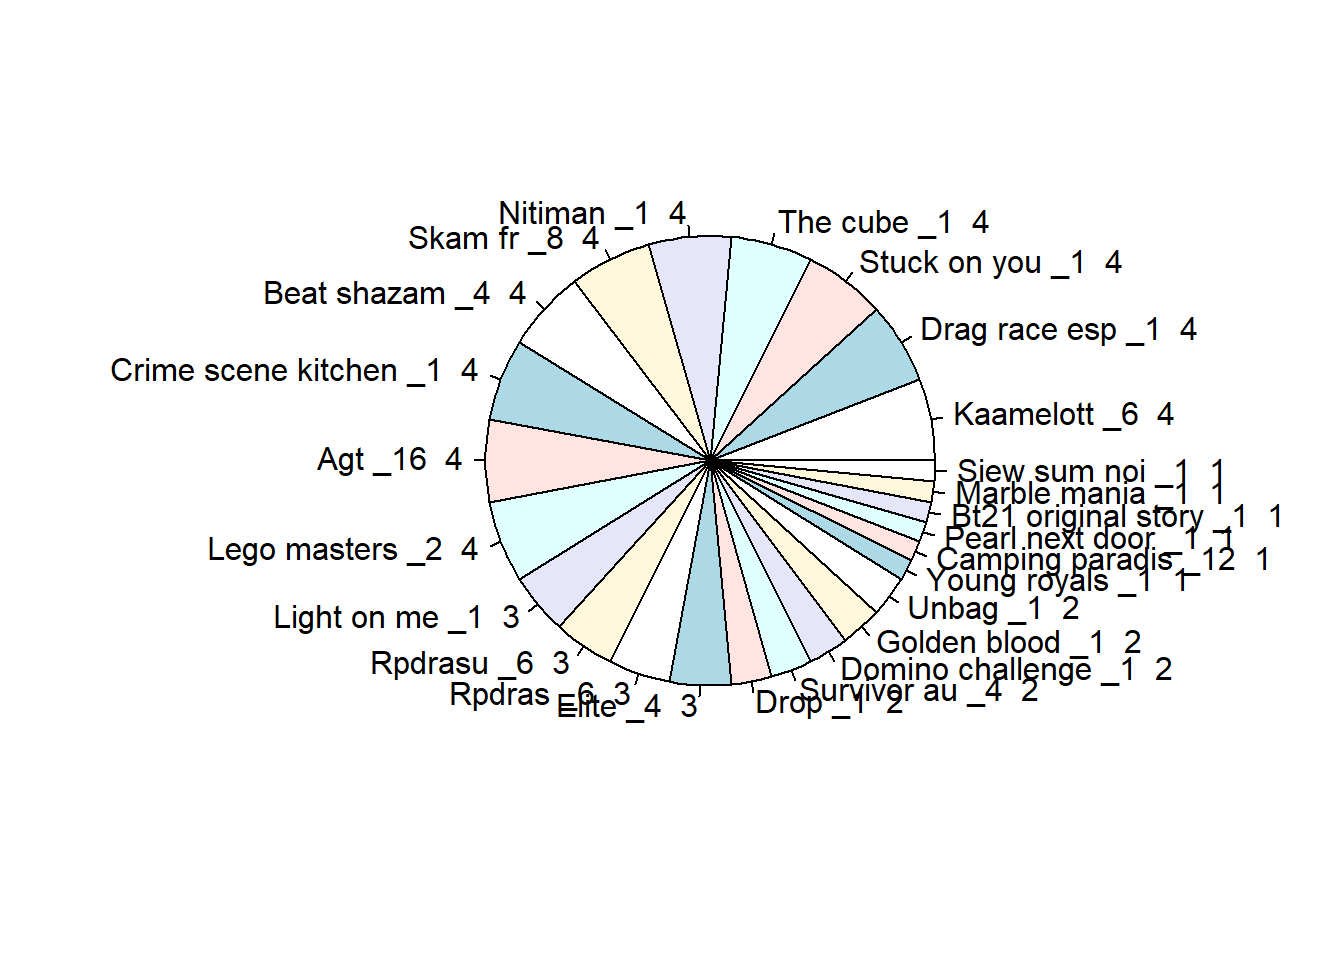 Nitiman _1  4
The cube _1  4
Skam fr _8  4
Stuck on you _1  4
Beat shazam _4  4
Drag race esp _1  4
Crime scene kitchen _1  4
Kaamelott _6  4
Agt _16  4
Siew sum noi _1  1
Marble mania _1  1
Bt21 original story _1  1
Pearl next door _1  1
Lego masters _2  4
Camping paradis _12  1
Young royals _1  1
Unbag _1  2
Light on me _1  3
Golden blood _1  2
Rpdrasu _6  3
Domino challenge _1  2
Survivor au _4  2
Rpdras _6  3
Drop _1  2
Elite _4  3